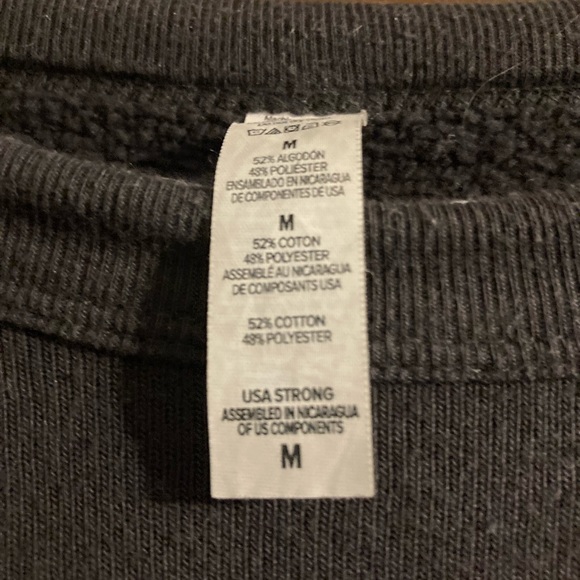 M
52% ALGODÓN
48% POLIÉSTER
ENSAMBLADO EN NICARAGUA
DE COMPONENTES DE USA
M
52% COTON
48% POLYESTER
ASSEMBLÉ AU NICARAGUA
DE COMPOSANTS USA
52% COTTON
48% POLYESTER
USA STRONG
ASSEMBLED IN NICARAGUA
OF US COMPONENTS
M